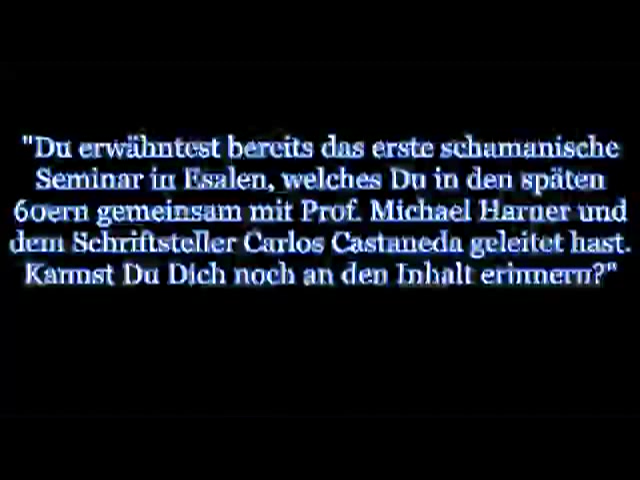 "Du erwähntest bereits das erste schamanische
Seminar in Esalen, welches Du in den späten
60ern gemeinsam mit Prof. Michael Harner und
dem Schriftsteller Carlos Castaneda geleitet hast.
Kannst Du Dich noch an den Inhalt erinnern?"